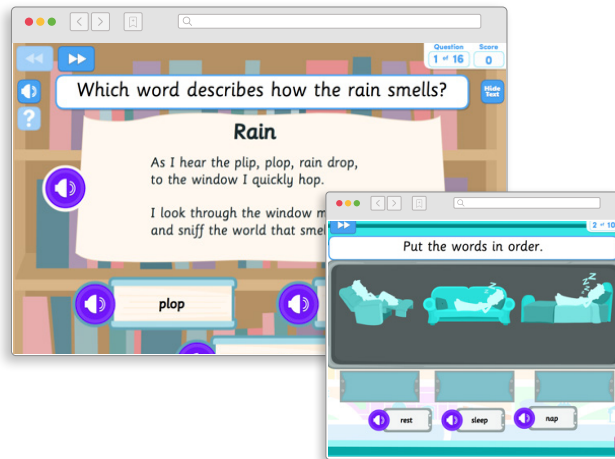 Question Score
1 of 16 0
Which word describes how the rain smells?
Hide
Text
?
Rain
As I hear the plip, plop, rain drop,
to the window I quickly hop.
I look through the window
and sniff the world that
plop
2 of 10
Put the words in order.
z z z
z z z
rest
sleep
nap